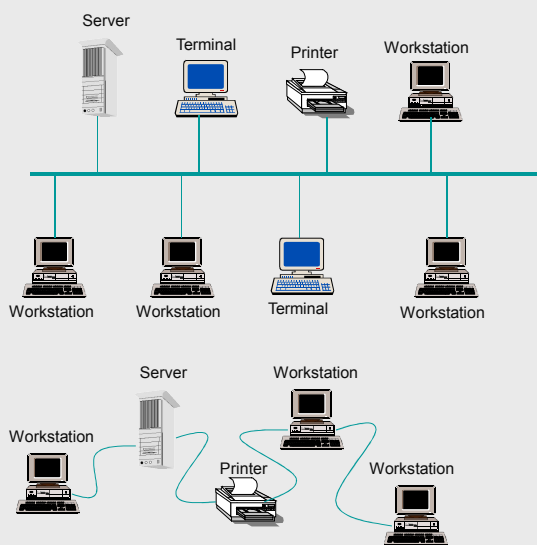 Server
Terminal
Printer
Workstation
Workstation
Workstation
Terminal
Workstation
Server
Workstation
Workstation
Printer
Workstation